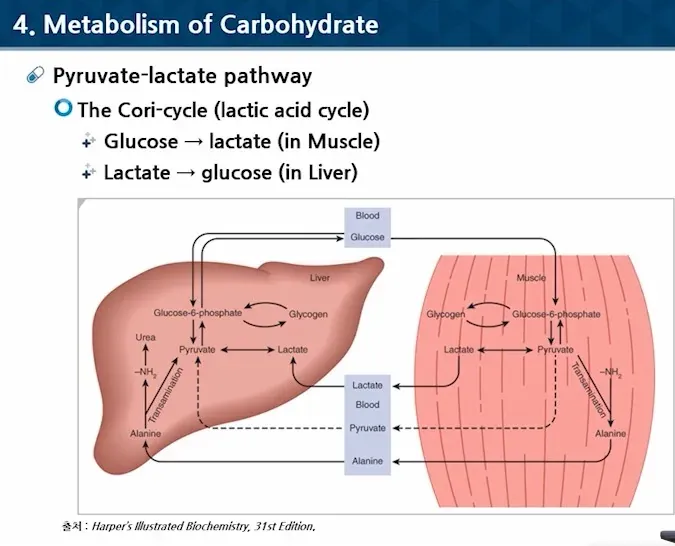 4. Metabolism of Carbohydrate
Pyruvate-lactate pathway
The Cori-cycle (lactic acid cycle)
Glucose → lactate (in Muscle)
Lactate → glucose (in Liver)
Blood
Glucose
Liver
Muscle
Glucose-6-phosphate
Glycogen
Glycogen
Glucose-6-phosphate
Urea
Pyruvate
Lactate
Lactate
Pyruvate
–NH₂
Transamination
Transamination
–NH₂
Lactate
Blood
Pyruvate
Alanine
Alanine
Alanine
출처 : Harper's Illustrated Biochemistry, 31st Edition,